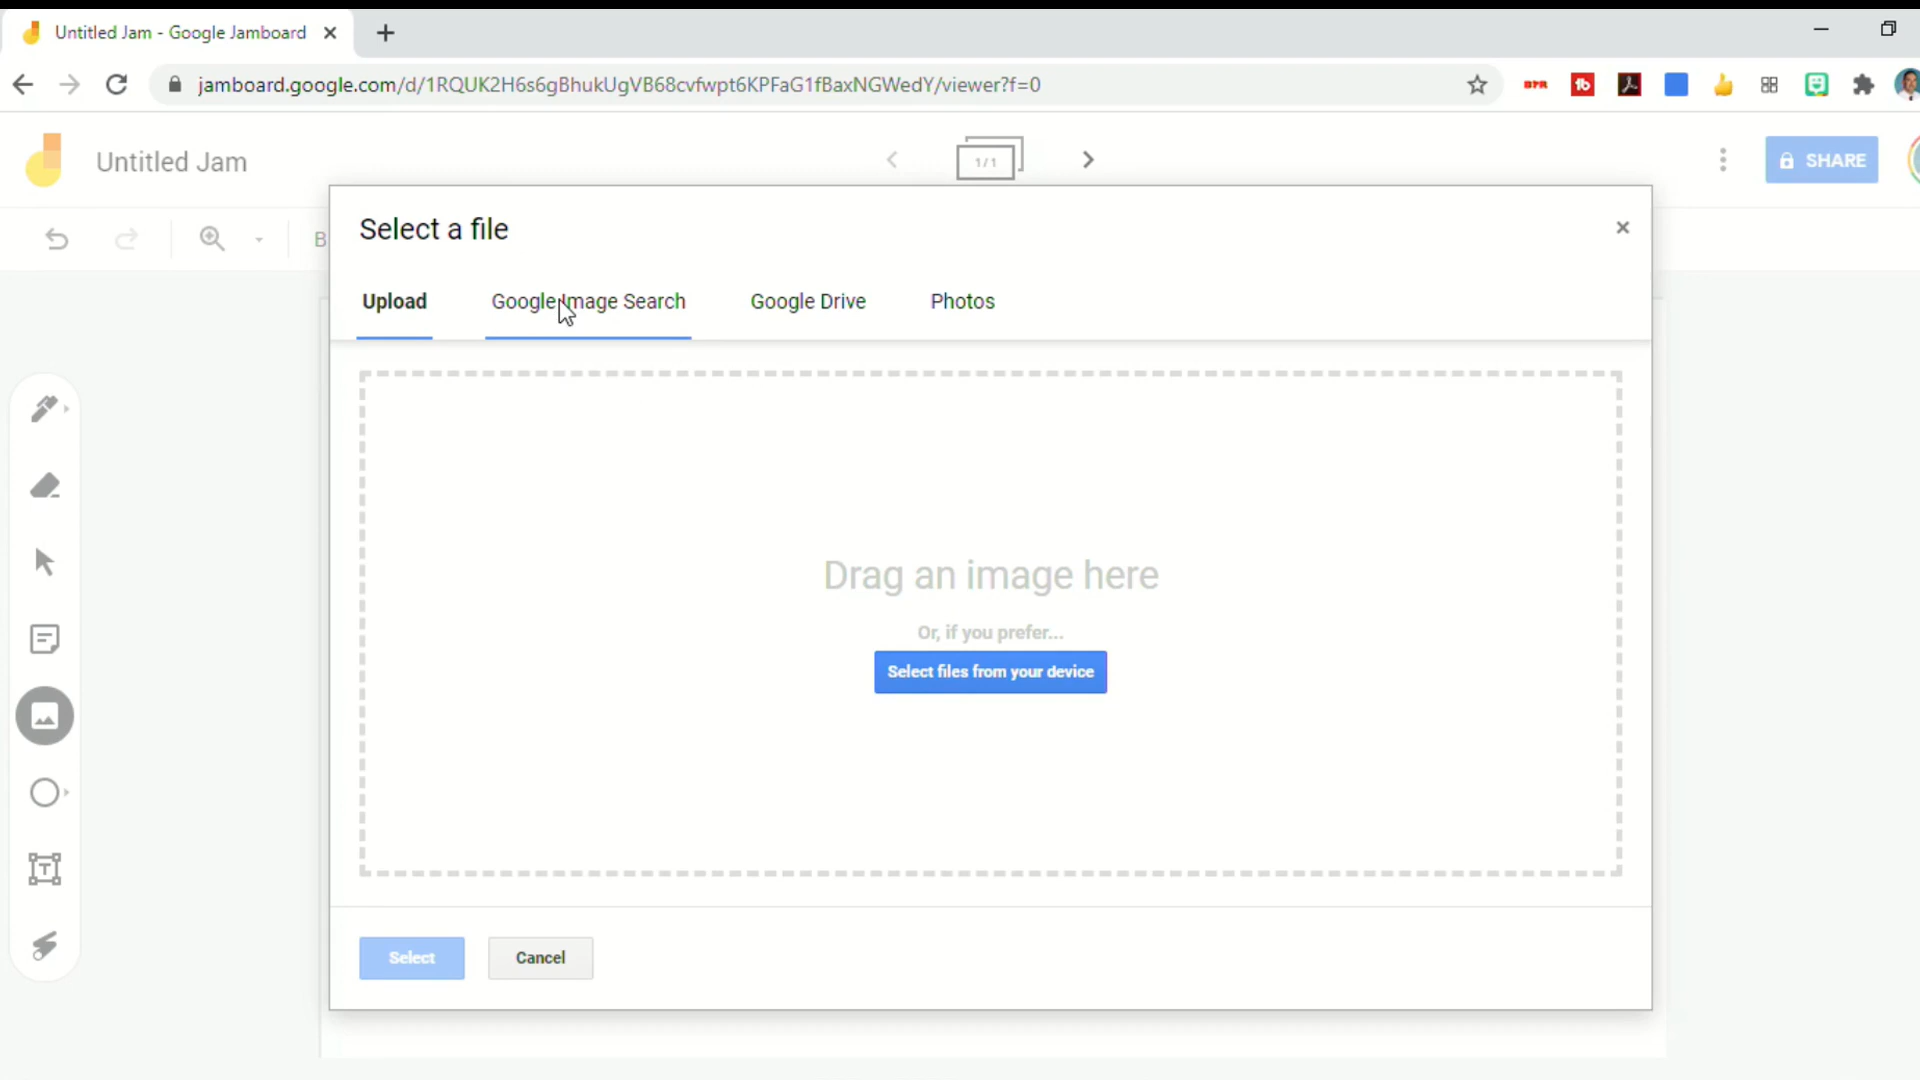 Untitled Jam - Google Jamboard
jamboard.google.com/d/1RQUK2H6s6gBhukUgVB68cvfwpt6KPFaG1fBaxNGWedY/viewer?f=0
Untitled Jam
1/1
SHARE
B
Select a file
Upload Google Image Search Google Drive Photos
Drag an image here
Or, if you prefer...
Select files from your device
Select Cancel